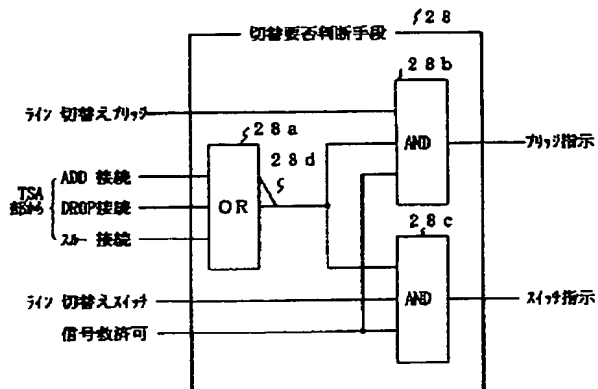 28
切替要否判断手段
28b
ライン 切替えブリッジ
28a
AND
ブリッジ指示
28d
ADD 接続
TSA
部から
DROP接続
OR
スルー 接続
28c
ライン 切替えスイッチ
AND
スイッチ指示
信号救済可